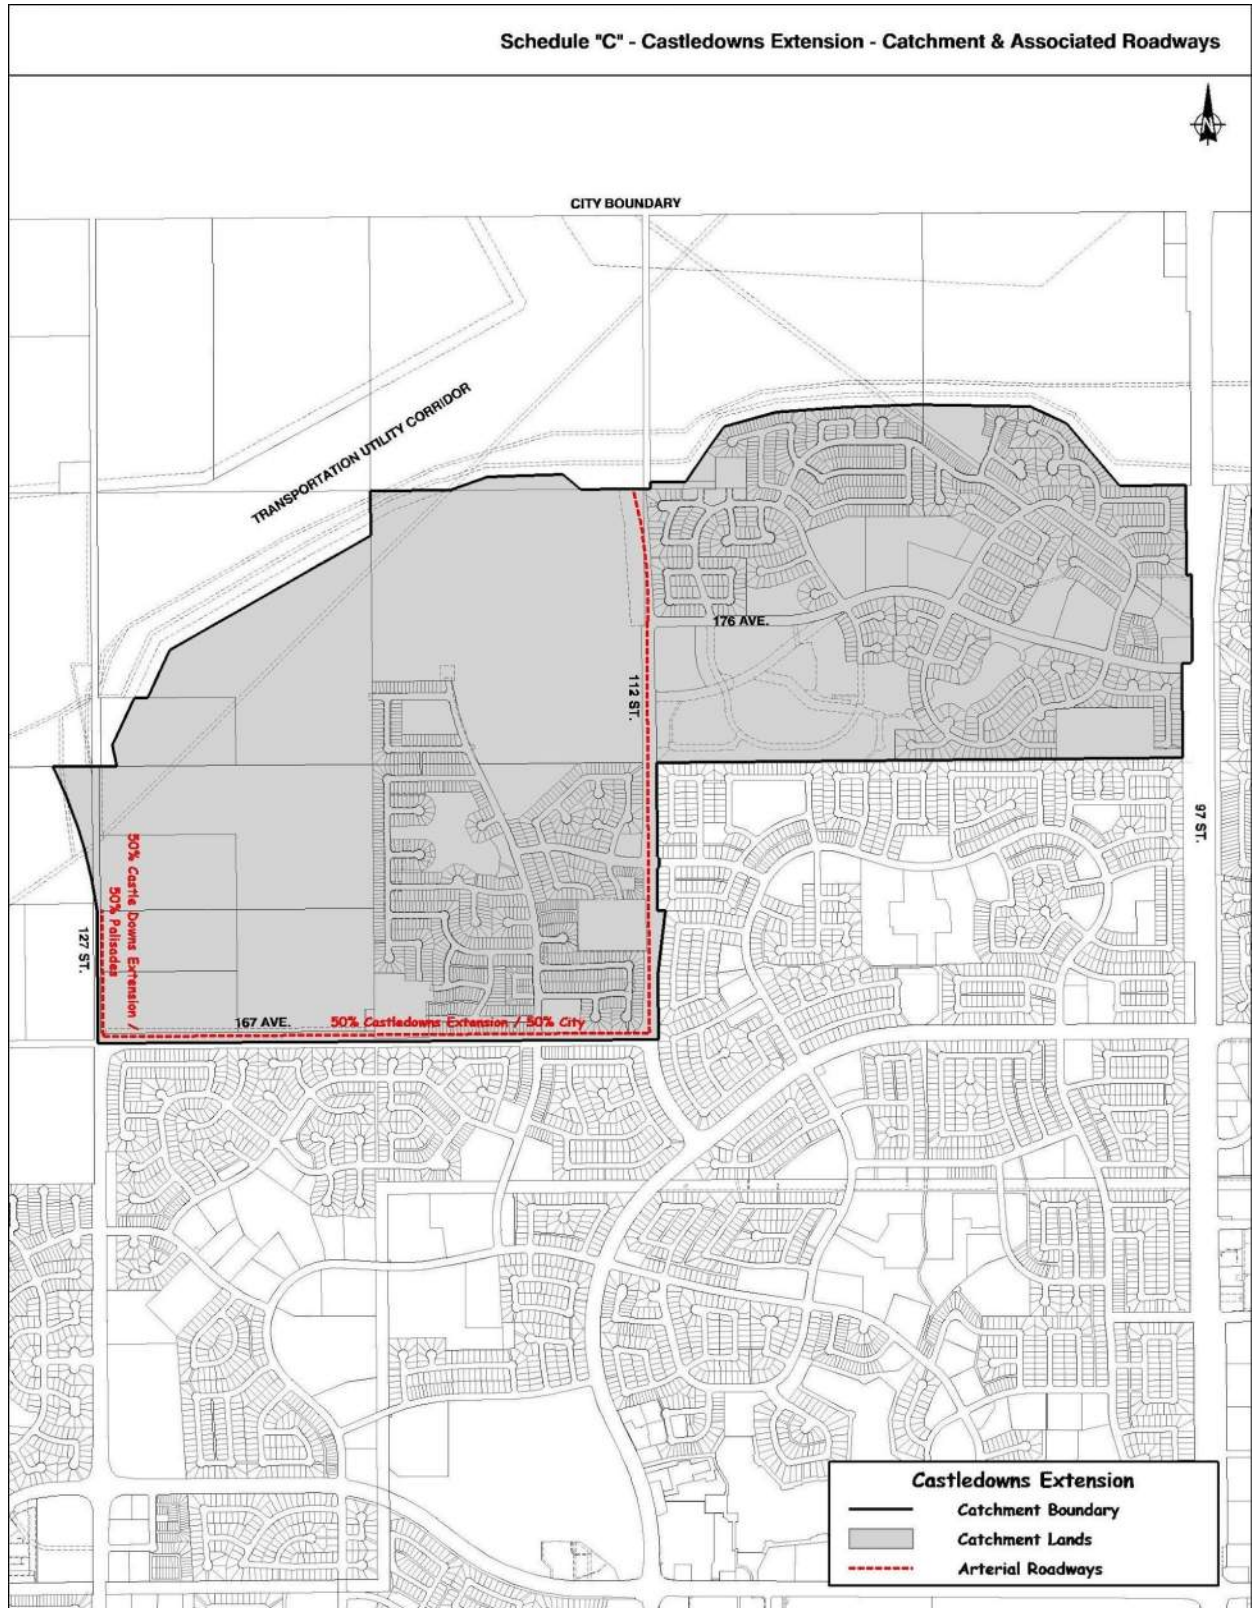 Schedule "C" - Castledowns Extension - Catchment & Associated Roadways
N
CITY BOUNDARY
TRANSPORTATION UTILITY CORRIDOR
176 AVE.
112 ST.
97 ST.
50% Castle Downs Extension /
50% Palisades
127 ST.
167 AVE.
50% Castledowns Extension / 50% City
Castledowns Extension
Catchment Boundary
Catchment Lands
Arterial Roadways